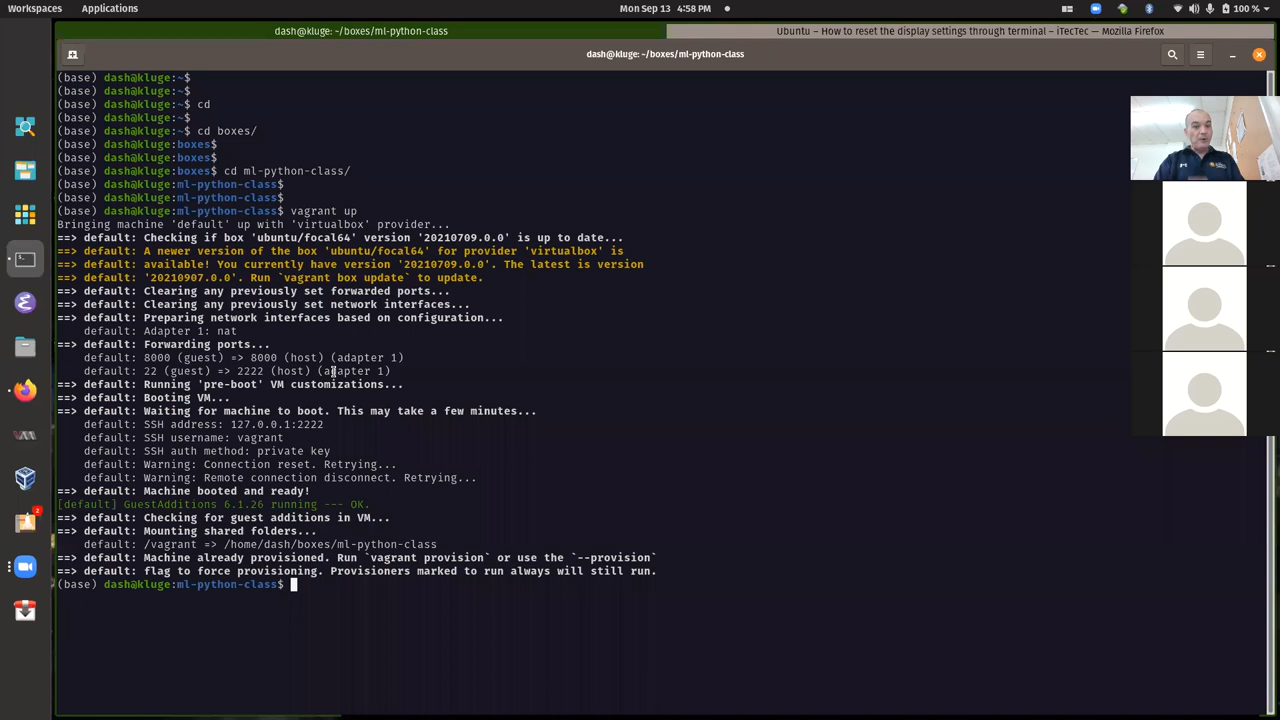 Workspaces Applications Mon Sep 13 4:58 PM 100 %
dash@kluge: ~/boxes/ml-python-class Ubuntu – How to reset the display settings through terminal – iTecTec — Mozilla Firefox
dash@kluge: ~/boxes/ml-python-class
(base) dash@kluge:~$
(base) dash@kluge:~$
(base) dash@kluge:~$ cd
(base) dash@kluge:~$
(base) dash@kluge:~$ cd boxes/
(base) dash@kluge:boxes$
(base) dash@kluge:boxes$
(base) dash@kluge:boxes$ cd ml-python-class/
(base) dash@kluge:ml-python-class$
(base) dash@kluge:ml-python-class$
(base) dash@kluge:ml-python-class$ vagrant up
Bringing machine 'default' up with 'virtualbox' provider...
==> default: Checking if box 'ubuntu/focal64' version '20210709.0.0' is up to date...
==> default: A newer version of the box 'ubuntu/focal64' for provider 'virtualbox' is
==> default: available! You currently have version '20210709.0.0'. The latest is version
==> default: '20210907.0.0'. Run `vagrant box update` to update.
==> default: Clearing any previously set forwarded ports...
==> default: Clearing any previously set network interfaces...
==> default: Preparing network interfaces based on configuration...
default: Adapter 1: nat
==> default: Forwarding ports...
default: 8000 (guest) => 8000 (host) (adapter 1)
default: 22 (guest) => 2222 (host) (adapter 1)
==> default: Running 'pre-boot' VM customizations...
==> default: Booting VM...
==> default: Waiting for machine to boot. This may take a few minutes...
default: SSH address: 127.0.0.1:2222
default: SSH username: vagrant
default: SSH auth method: private key
default: Warning: Connection reset. Retrying...
default: Warning: Remote connection disconnect. Retrying...
==> default: Machine booted and ready!
[default] GuestAdditions 6.1.26 running --- OK.
==> default: Checking for guest additions in VM...
==> default: Mounting shared folders...
default: /vagrant => /home/dash/boxes/ml-python-class
==> default: Machine already provisioned. Run `vagrant provision` or use the `--provision`
==> default: flag to force provisioning. Provisioners marked to run always will still run.
(base) dash@kluge:ml-python-class$
2